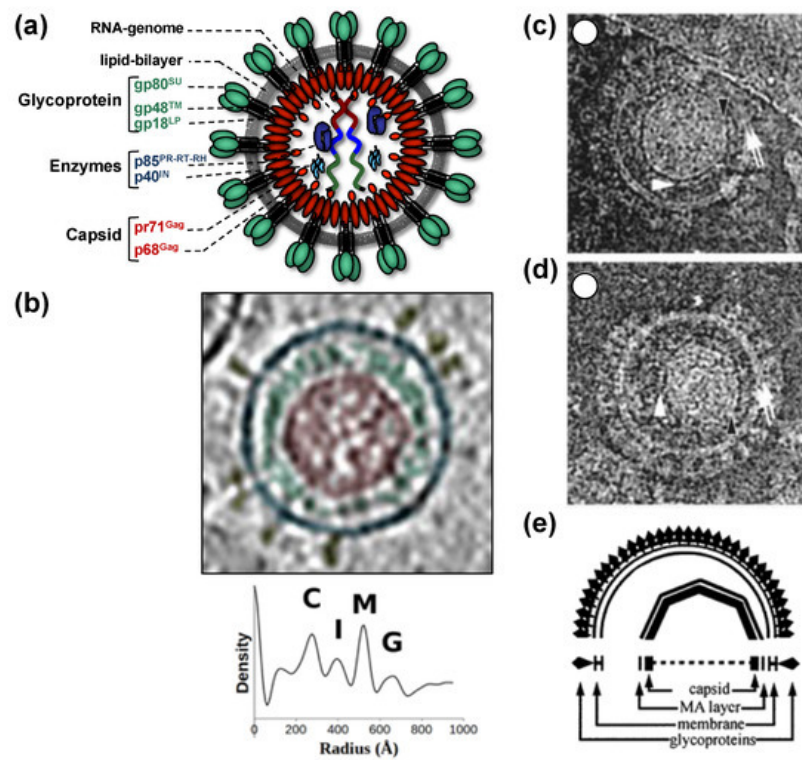 (a)
RNA-genome
lipid-bilayer
Glycoprotein
gp80SU
gp48TM
gp18LP
Enzymes
p85PR-RT-RH
p40IN
Capsid
pr71Gag
p68Gag
(b)
C
I
M
G
Density
0 200 400 600 800 1000
Radius (Å)
(c)
(d)
(e)
capsid
MA layer
membrane
glycoproteins